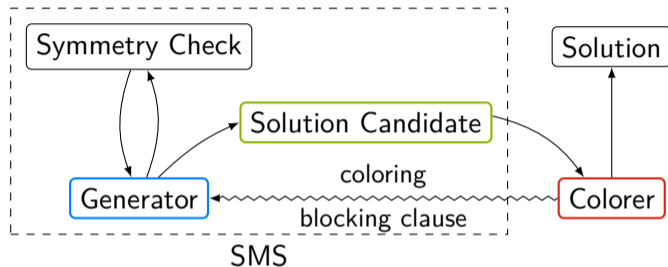 Symmetry Check
Solution
Solution Candidate
coloring
Generator
Colorer
blocking clause
SMS